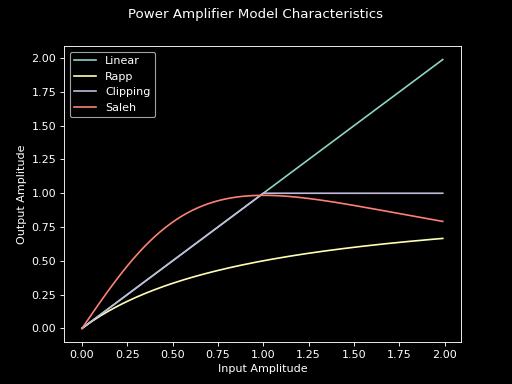 Power Amplifier Model Characteristics
Linear
Rapp
Clipping
Saleh
Output Amplitude
2.00
1.75
1.50
1.25
1.00
0.75
0.50
0.25
0.00
0.00 0.25 0.50 0.75 1.00 1.25 1.50 1.75 2.00
Input Amplitude